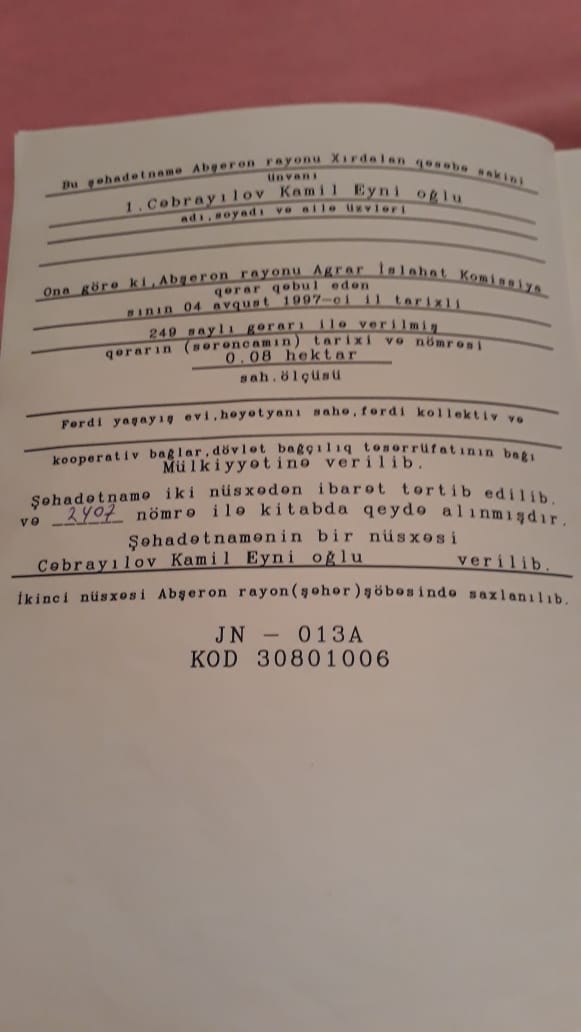 Bu şəhadətnamə Abşeron rayonu Xırdalan qəsəbə sakini
ünvanı
1.Cəbrayılov Kamil Eyni oğlu
adı,soyadı və ailə üzvləri
Ona görə ki,Abşeron rayonu Agrar İslahat Komissiya
qərar qəbul edən
sının 04 avqust 1997-ci il tarixli
249 saylı gərarı ilə verilmiş
qərarın (sərəncamın) tarixi və nömrəsi
0.08 hektar
sah.ölçüsü
Fərdi yaşayış evi,həyətyanı sahə,fərdi kollektiv və
kooperativ bağlar,dövlət bağçılıq təsərrüfatının bağı
Mülkiyyətinə verilib.
Şəhadətnamə iki nüsxədən ibarət tərtib edilib.
və 2407 nömrə ilə kitabda qeydə alınmışdır.
Şəhadətnamənin bir nüsxəsi
Cəbrayılov Kamil Eyni oğlu verilib.
İkinci nüsxəsi Abşeron rayon(şəhər)şöbəsində saxlanılıb.
JN - 013A
KOD 30801006